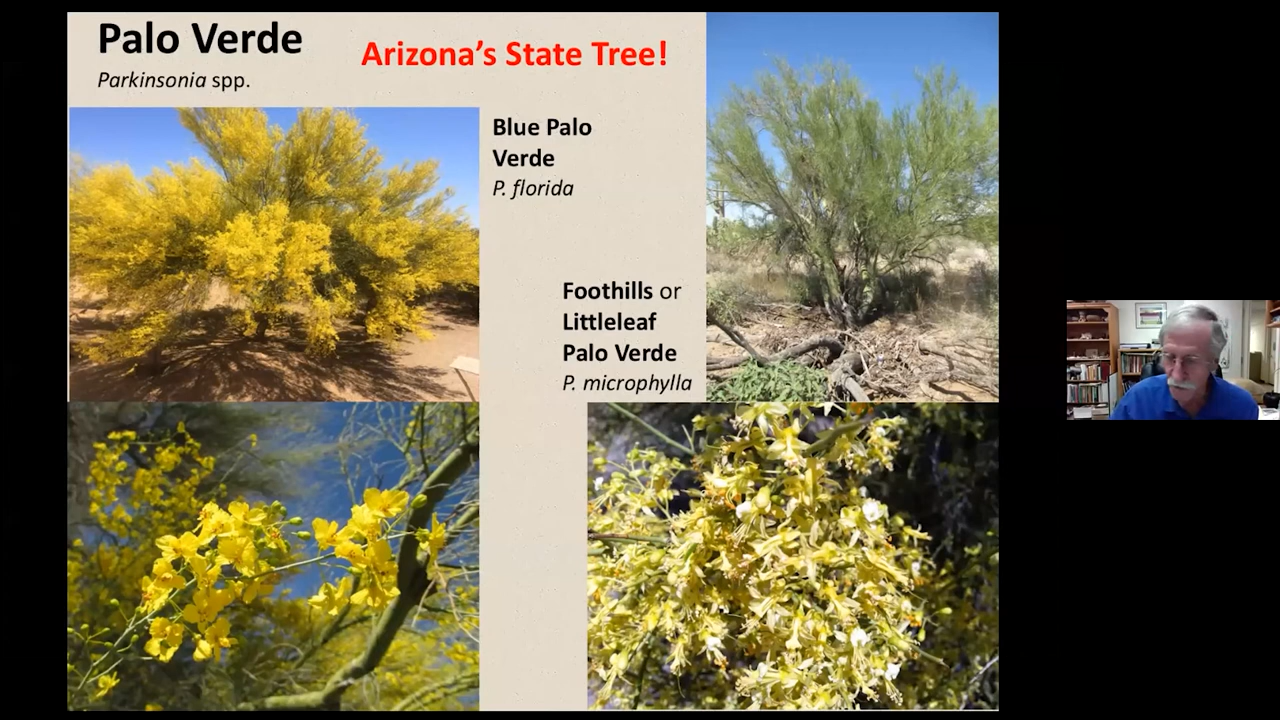 Palo Verde
Arizona's State Tree!
Parkinsonia spp.
Blue Palo
Verde
P. florida
Foothills or
Littleleaf
Palo Verde
P. microphylla